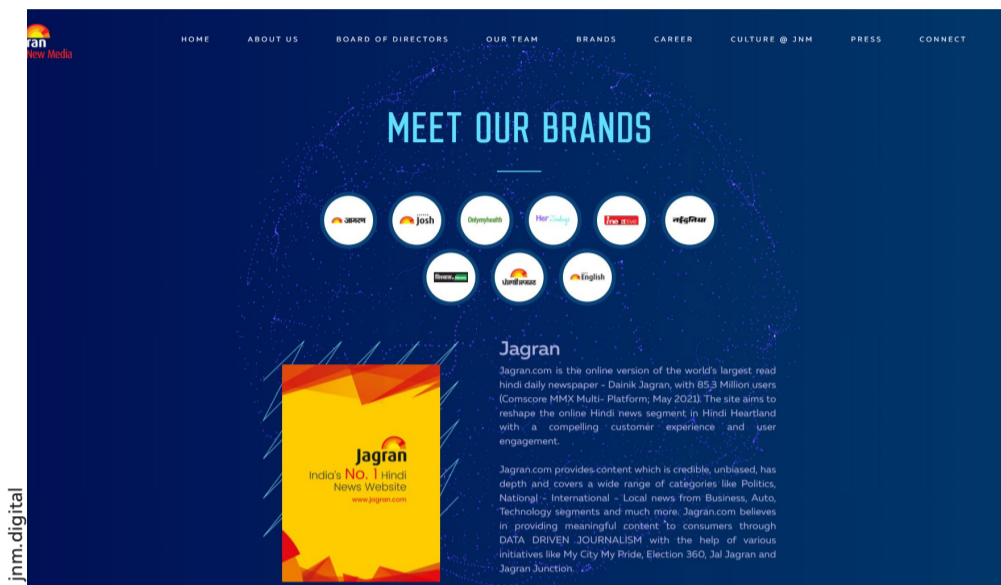 ran
New Media
HOME ABOUT US BOARD OF DIRECTORS OUR TEAM BRANDS CAREER CULTURE @ JNM PRESS CONNECT
MEET OUR BRANDS
जागरण
josh
Onlymyhealth
Her Zindagi
inext live
नईदुनिया
ਪੰਜਾਬੀ ਜਾਗਰਣ
English
Jagran
Jagran.com is the online version of the world's largest read
hindi daily newspaper - Dainik Jagran, with 85.3 Million users
(Comscore MMX Multi- Platform; May 2021). The site aims to
reshape the online Hindi news segment in Hindi Heartland
with a compelling customer experience and user
engagement.
Jagran.com provides content which is credible, unbiased, has
depth and covers a wide range of categories like Politics,
National - International - Local news from Business, Auto,
Technology segments and much more. Jagran.com believes
in providing meaningful content to consumers through
DATA DRIVEN JOURNALISM with the help of various
initiatives like My City My Pride, Election 360, Jal Jagran and
Jagran Junction.
Jagran
India's No. 1 Hindi
News Website
www.jagran.com
jnm.digital